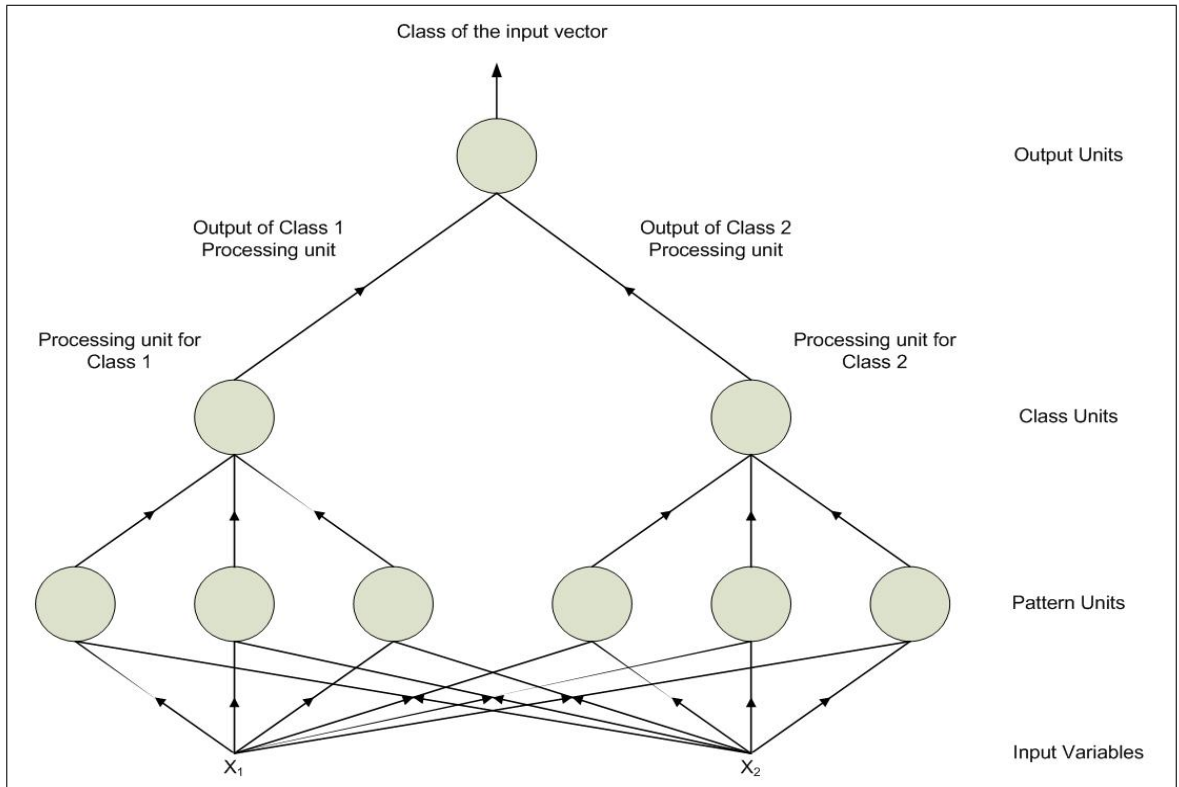 Class of the input vector
Output Units
Output of Class 1
Processing unit
Output of Class 2
Processing unit
Processing unit for
Class 1
Processing unit for
Class 2
Class Units
Pattern Units
X₁
X₂
Input Variables